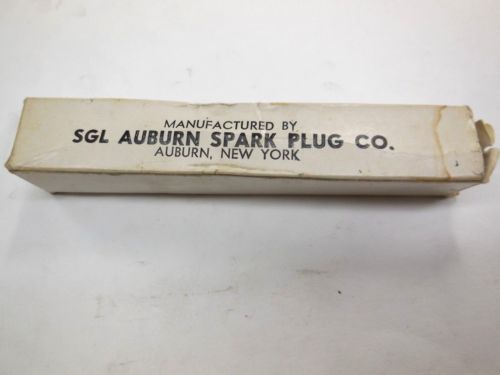 MANUFACTURED BY
SGL AUBURN SPARK PLUG CO.
AUBURN, NEW YORK